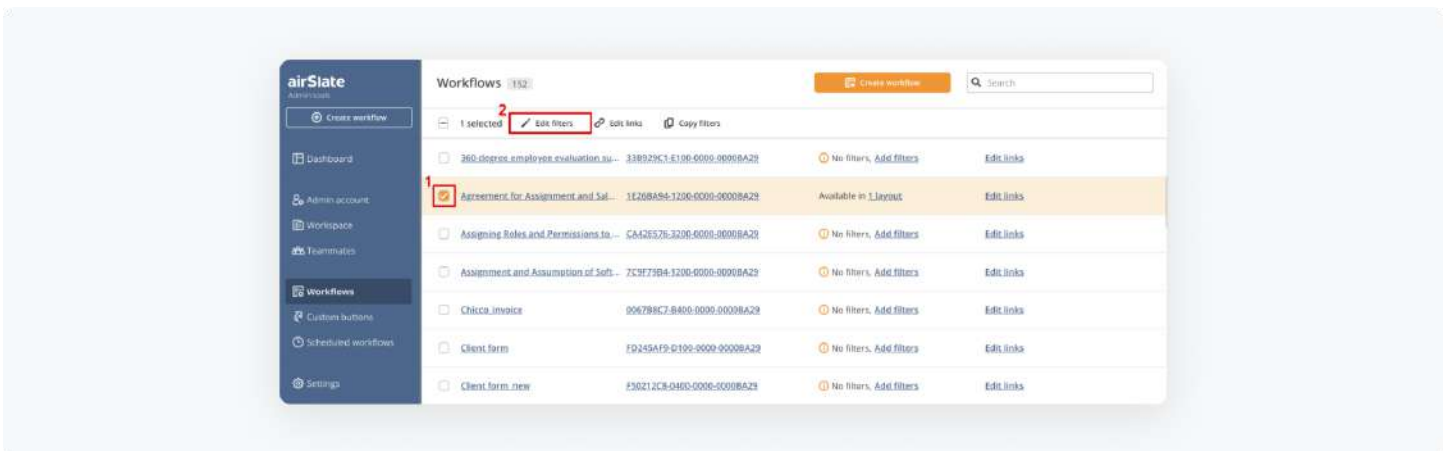 airSlate
Admin tools
Create workflow
Dashboard
Admin account
Workspace
Teammates
Workflows
Custom buttons
Scheduled workflows
Settings
Workflows 152
Create workflow
Search
2
1 selected Edit filters Edit links Copy filters
360-degree employee evaluation su... 33B929C1-E100-0000-0000BA29 No filters, Add filters Edit links
1
Agreement for Assignment and Sal... 1E26BA94-1200-0000-0000BA29 Available in 1 layout Edit links
Assigning Roles and Permissions to ... CA42E576-3200-0000-0000BA29 No filters, Add filters Edit links
Assignment and Assumption of Soft... 7C9F79B4-1200-0000-0000BA29 No filters, Add filters Edit links
Chicco_invoice 0067B8C7-B400-0000-0000BA29 No filters, Add filters Edit links
Client form FD245AF9-D100-0000-0000BA29 No filters, Add filters Edit links
Client form_new F50212C8-0400-0000-0000BA29 No filters, Add filters Edit links